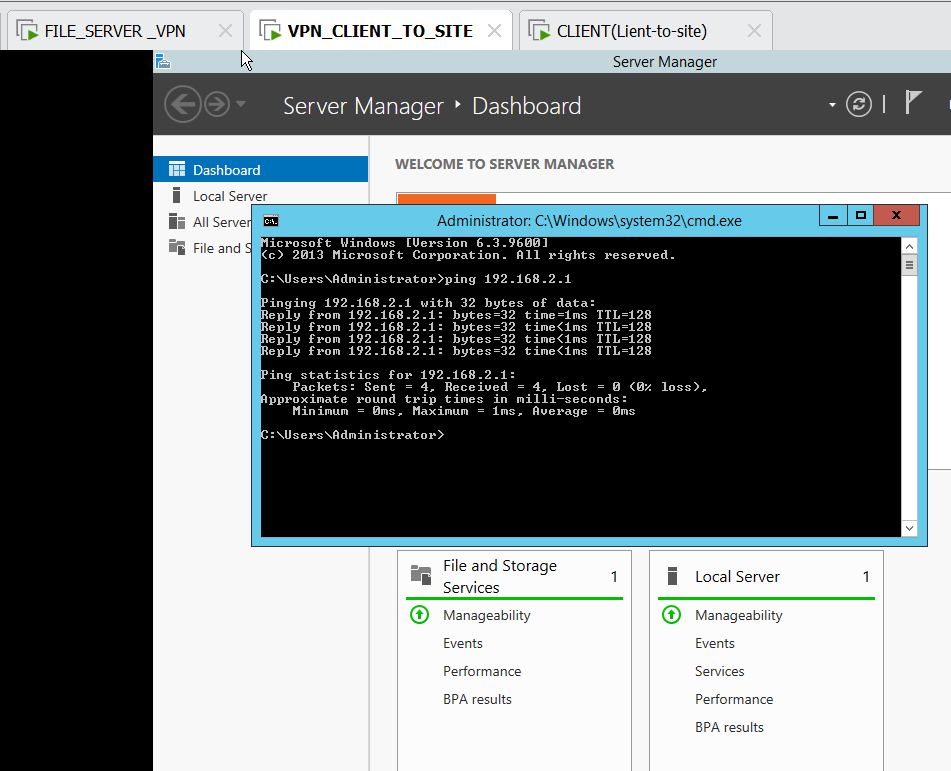 FILE_SERVER _VPN
VPN_CLIENT_TO_SITE
CLIENT(Lient-to-site)
Server Manager
Server Manager Dashboard
Dashboard
Local Server
All Server
File and S
WELCOME TO SERVER MANAGER
Administrator: C:\Windows\system32\cmd.exe
Microsoft Windows [Version 6.3.9600]
(c) 2013 Microsoft Corporation. All rights reserved.
C:\Users\Administrator>ping 192.168.2.1
Pinging 192.168.2.1 with 32 bytes of data:
Reply from 192.168.2.1: bytes=32 time=1ms TTL=128
Reply from 192.168.2.1: bytes=32 time<1ms TTL=128
Reply from 192.168.2.1: bytes=32 time<1ms TTL=128
Reply from 192.168.2.1: bytes=32 time<1ms TTL=128
Ping statistics for 192.168.2.1:
Packets: Sent = 4, Received = 4, Lost = 0 (0% loss),
Approximate round trip times in milli-seconds:
Minimum = 0ms, Maximum = 1ms, Average = 0ms
C:\Users\Administrator>
File and Storage
Services 1
Manageability
Events
Performance
BPA results
Local Server 1
Manageability
Events
Services
Performance
BPA results